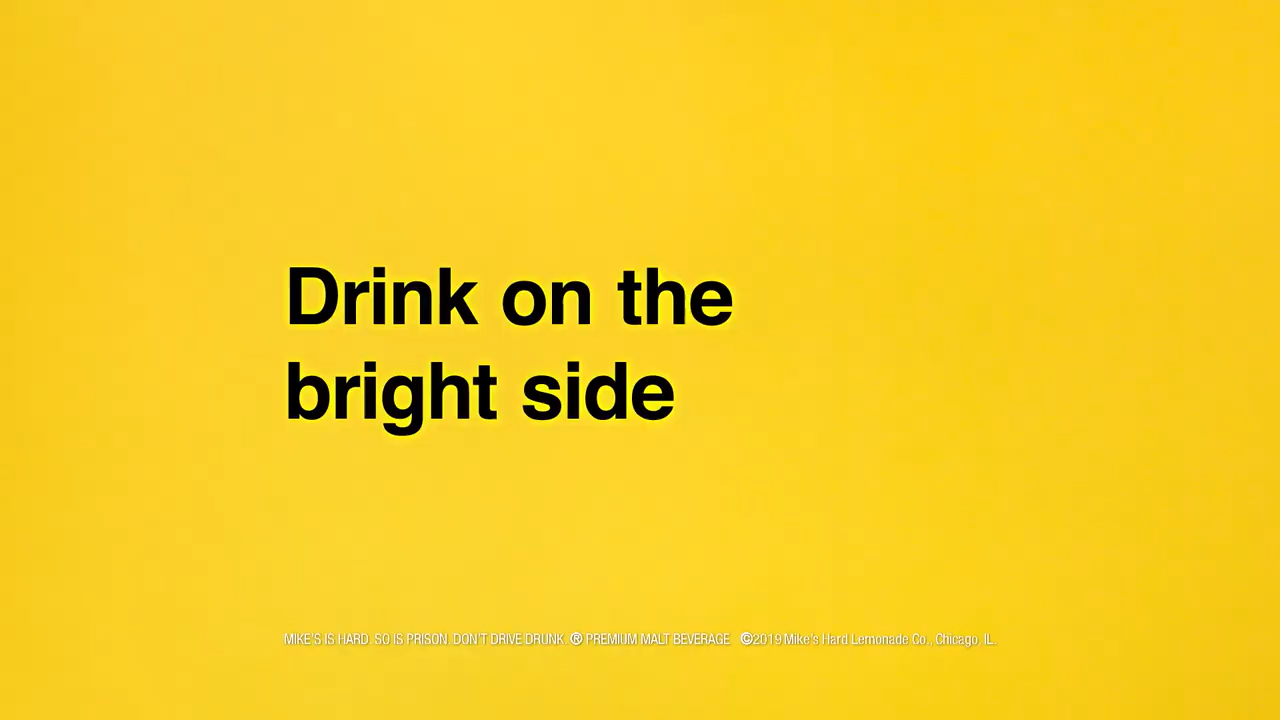 Drink on the
bright side
MIKE'S IS HARD. SO IS PRISON. DON'T DRIVE DRUNK. ® PREMIUM MALT BEVERAGE ©2019 Mike's Hard Lemonade Co., Chicago, IL.